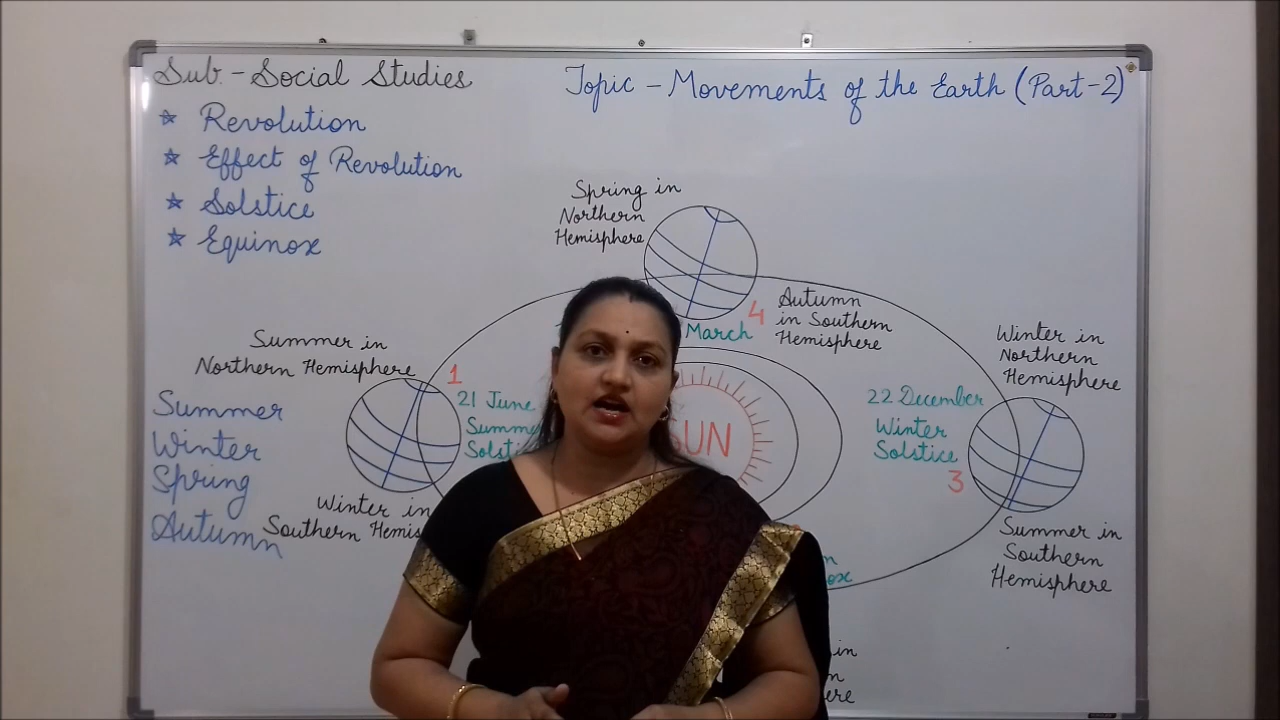 Sub. - Social Studies
Topic - Movements of the Earth (Part-2)
☆ Revolution
☆ Effect of Revolution
☆ Solstice
☆ Equinox
Spring in
Northern
Hemisphere
4
March
Autumn
in Southern
Hemisphere
Summer in
Northern Hemisphere
1
21 June
Summer
Winter
Spring
Autumn
Winter in
Southern
SUN
22 December
Winter
Solstice
3
Winter in
Northern
Hemisphere
Summer in
Southern
Hemisphere
in